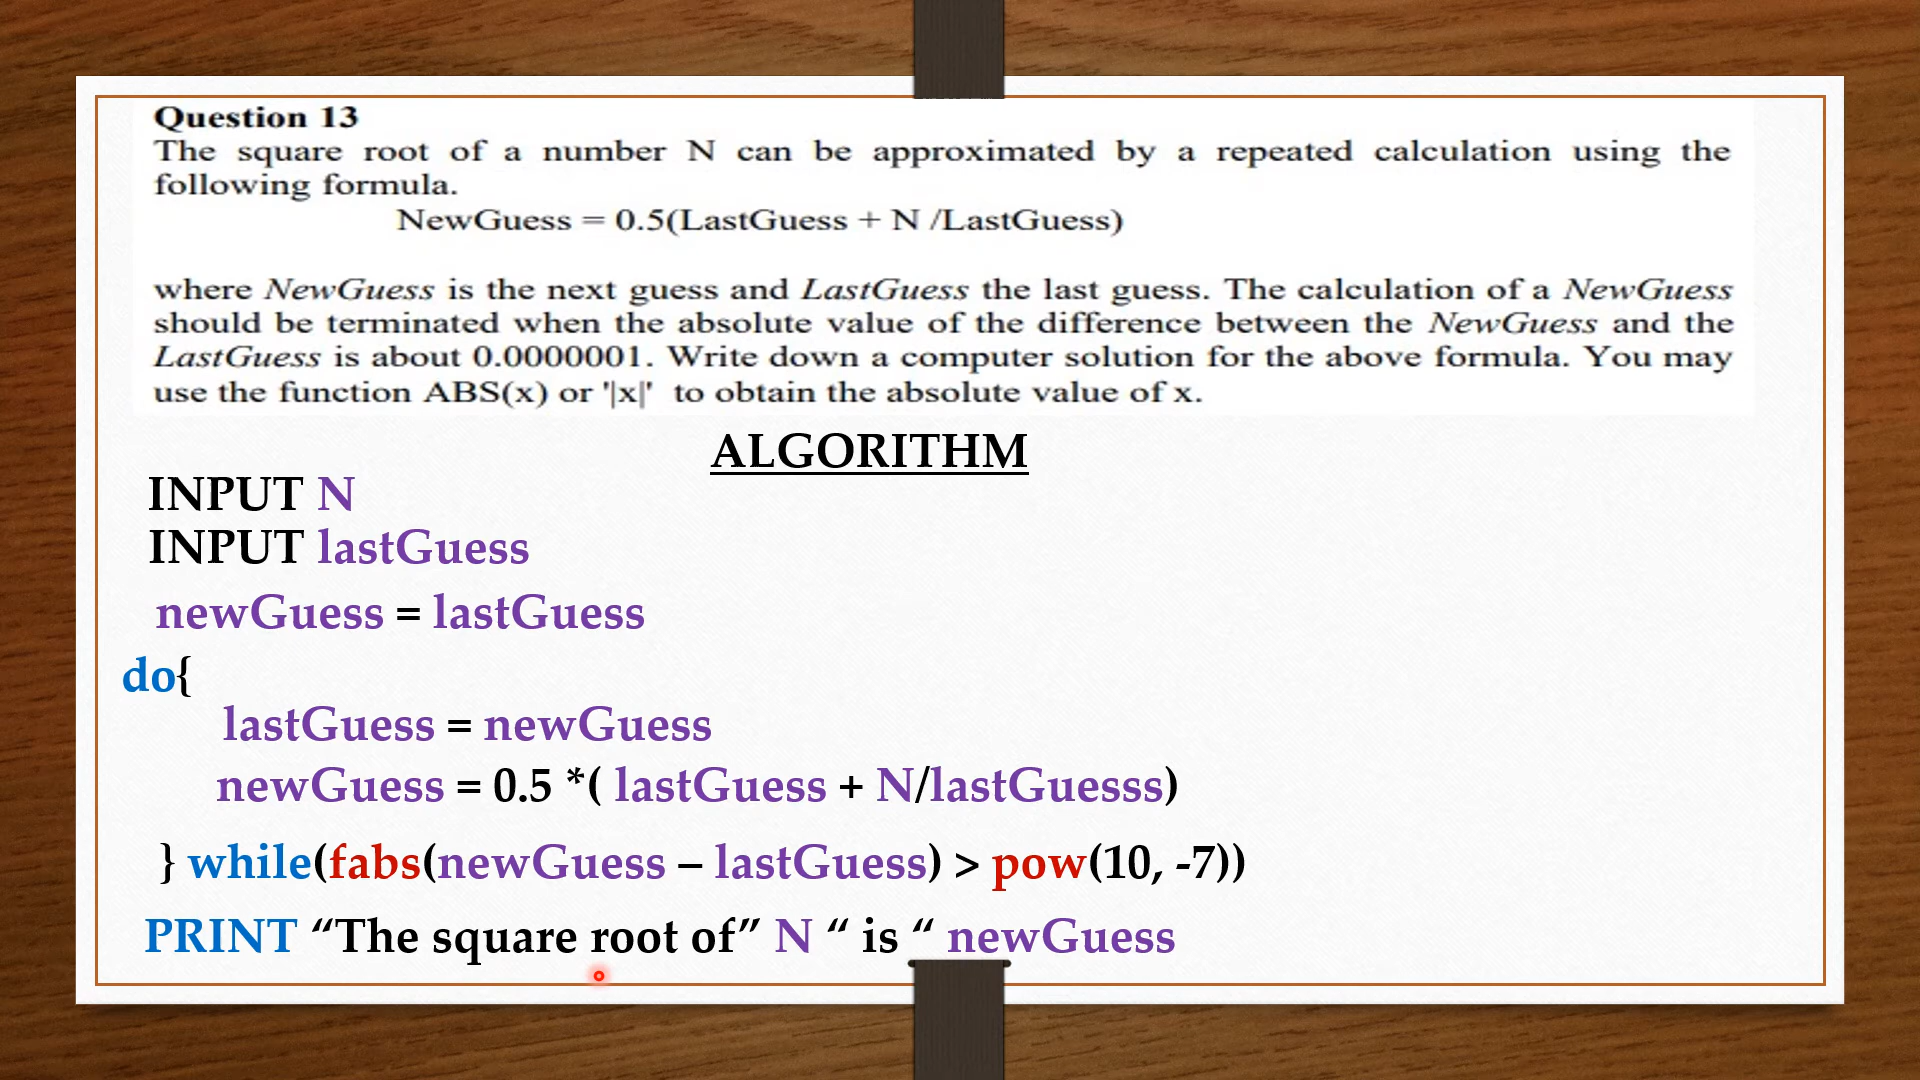 Question 13
The square root of a number N can be approximated by a repeated calculation using the
following formula.
NewGuess = 0.5(LastGuess + N /LastGuess)
where NewGuess is the next guess and LastGuess the last guess. The calculation of a NewGuess
should be terminated when the absolute value of the difference between the NewGuess and the
LastGuess is about 0.0000001. Write down a computer solution for the above formula. You may
use the function ABS(x) or '|x|' to obtain the absolute value of x.
ALGORITHM
INPUT N
INPUT lastGuess
newGuess = lastGuess
do{
lastGuess = newGuess
newGuess = 0.5 *( lastGuess + N/lastGuesss)
} while(fabs(newGuess – lastGuess) > pow(10, -7))
PRINT “The square root of” N “ is “ newGuess